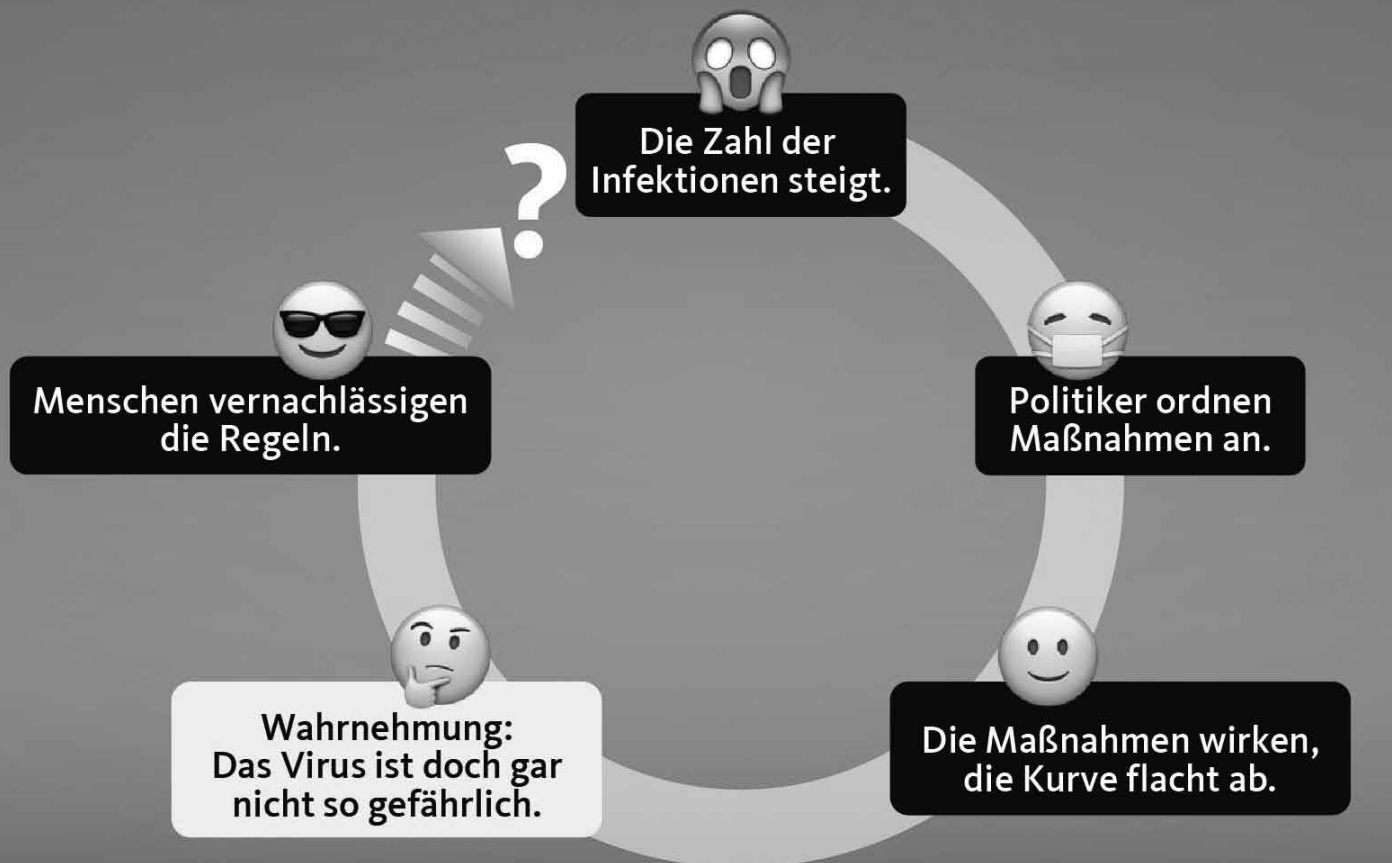 Die Zahl der
Infektionen steigt.
?
Politiker ordnen
Maßnahmen an.
Die Maßnahmen wirken,
die Kurve flacht ab.
Wahrnehmung:
Das Virus ist doch gar
nicht so gefährlich.
Menschen vernachlässigen
die Regeln.